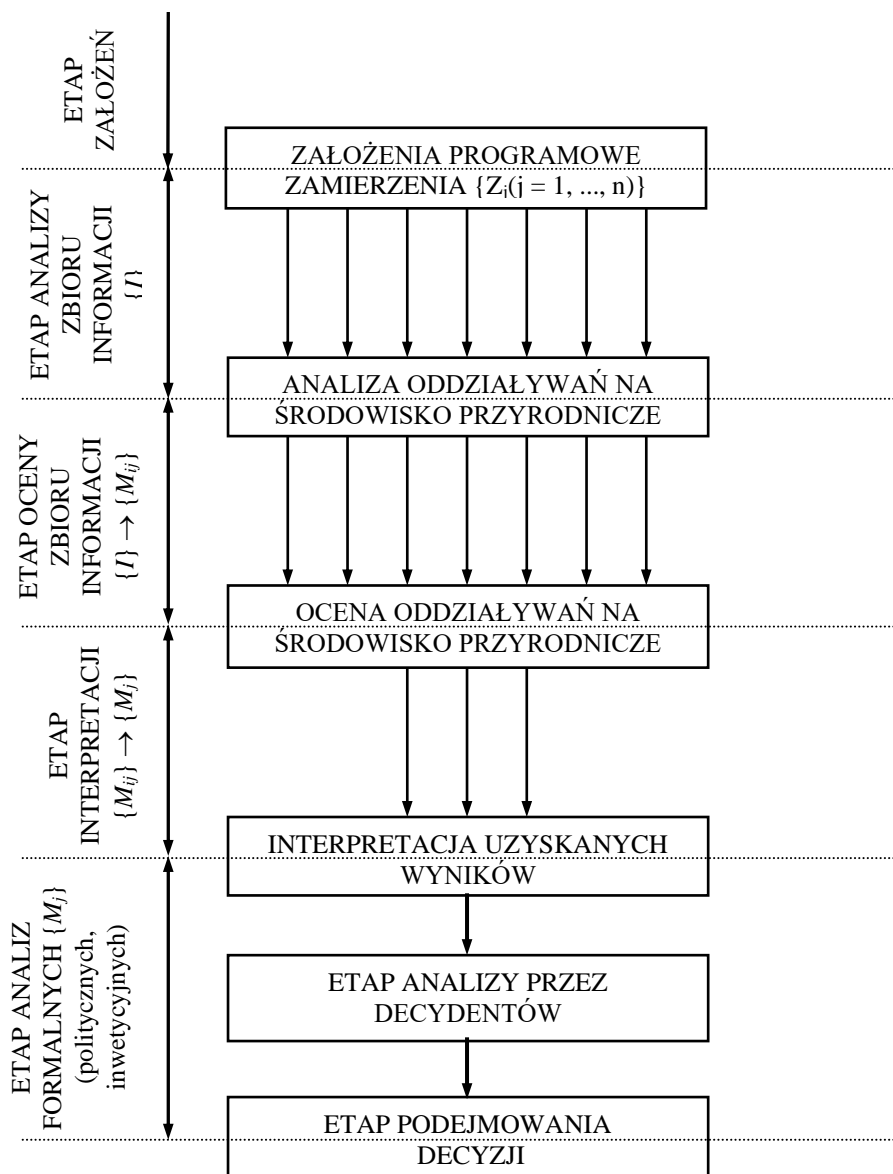 ETAP
ZAŁOŻEŃ
ZAŁOŻENIA PROGRAMOWE
ZAMIERZENIA {Zi(j = 1, ..., n)}
ETAP ANALIZY
ZBIORU
INFORMACJI
{I}
ANALIZA ODDZIAŁYWAŃ NA
ŚRODOWISKO PRZYRODNICZE
ETAP OCENY
ZBIORU
INFORMACJI
{I} → {Mij}
OCENA ODDZIAŁYWAŃ NA
ŚRODOWISKO PRZYRODNICZE
ETAP
INTERPRETACJI
{Mij} → {Mj}
INTERPRETACJA UZYSKANYCH
WYNIKÓW
ETAP ANALIZ
FORMALNYCH {Mj}
(politycznych,
inwetycyjnych)
ETAP ANALIZY PRZEZ
DECYDENTÓW
ETAP PODEJMOWANIA
DECYZJI